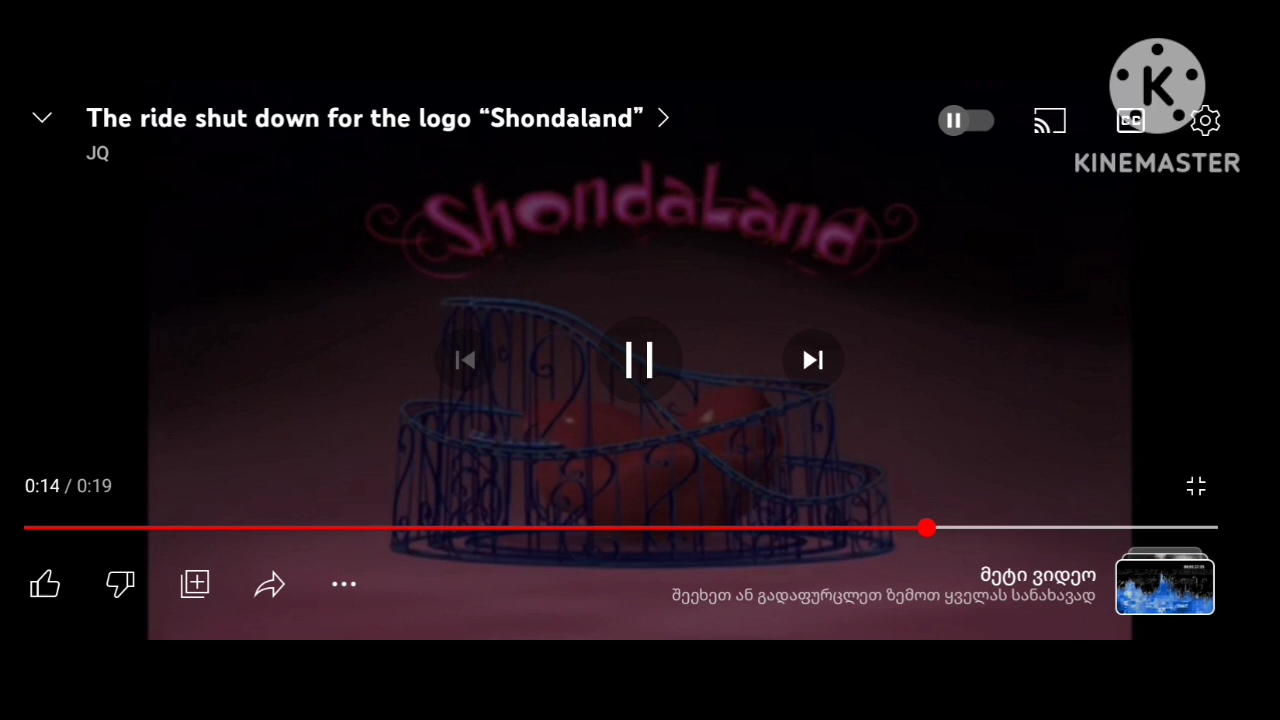 The ride shut down for the logo “Shondaland”
JQ
CC
K
KINEMASTER
ShondaLand
0:14 / 0:19
მეტი ვიდეო
შეეხეთ ან გადაფურცლეთ ზემოთ ყველას სანახავად